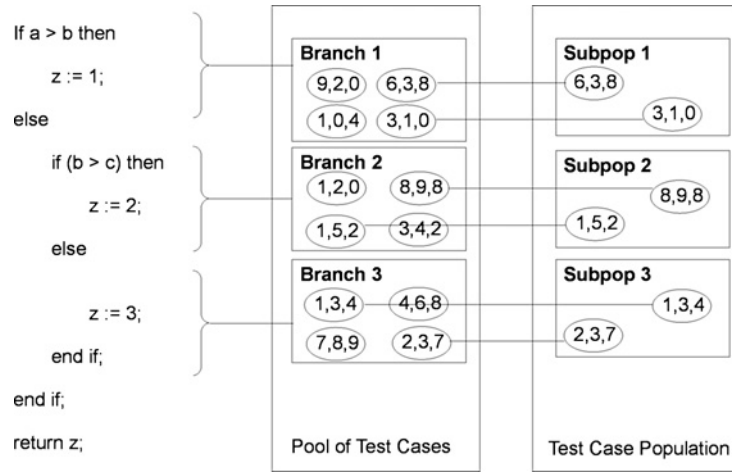 If a > b then
z := 1;
else
if (b > c) then
z := 2;
else
z := 3;
end if;
end if;
return z;
Branch 1
9,2,0 6,3,8
1,0,4 3,1,0
Branch 2
1,2,0 8,9,8
1,5,2 3,4,2
Branch 3
1,3,4 4,6,8
7,8,9 2,3,7
Pool of Test Cases
Subpop 1
6,3,8
3,1,0
Subpop 2
8,9,8
1,5,2
Subpop 3
1,3,4
2,3,7
Test Case Population